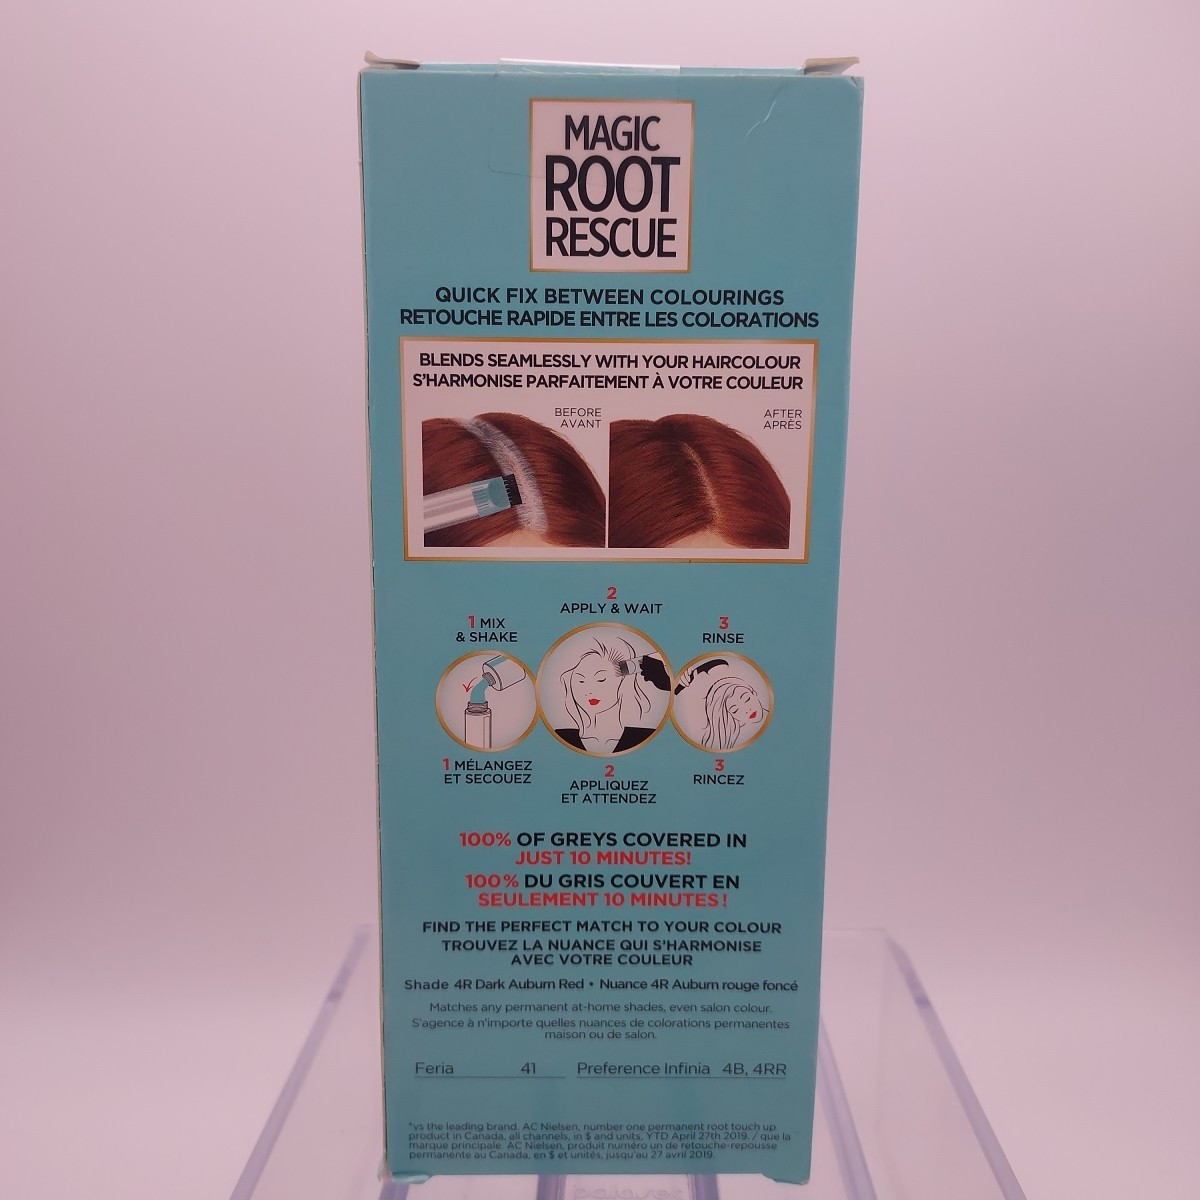 MAGIC
ROOT
RESCUE
QUICK FIX BETWEEN COLOURINGS
RETOUCHE RAPIDE ENTRE LES COLORATIONS
BLENDS SEAMLESSLY WITH YOUR HAIRCOLOUR
S'HARMONISE PARFAITEMENT À VOTRE COULEUR
BEFORE
AVANT
AFTER
APRÈS
1 MIX
& SHAKE
2
APPLY & WAIT
3
RINSE
1 MÉLANGEZ
ET SECOUEZ
2
APPLIQUEZ
ET ATTENDEZ
3
RINCEZ
100% OF GREYS COVERED IN
JUST 10 MINUTES!
100% DU GRIS COUVERT EN
SEULEMENT 10 MINUTES !
FIND THE PERFECT MATCH TO YOUR COLOUR
TROUVEZ LA NUANCE QUI S'HARMONISE
AVEC VOTRE COULEUR
Shade 4R Dark Auburn Red • Nuance 4R Auburn rouge foncé
Matches any permanent at-home shades, even salon colour.
S'agence à n'importe quelles nuances de colorations permanentes
maison ou de salon.
Feria 41 Preference Infinia 4B, 4RR
*vs the leading brand. AC Nielsen, number one permanent root touch up
product in Canada, all channels, in $ and units, YTD April 27th 2019. / que la
marque principale. AC Nielsen, produit numéro un de retouche-repousse
permanente au Canada, en $ et unités, jusqu'au 27 avril 2019.